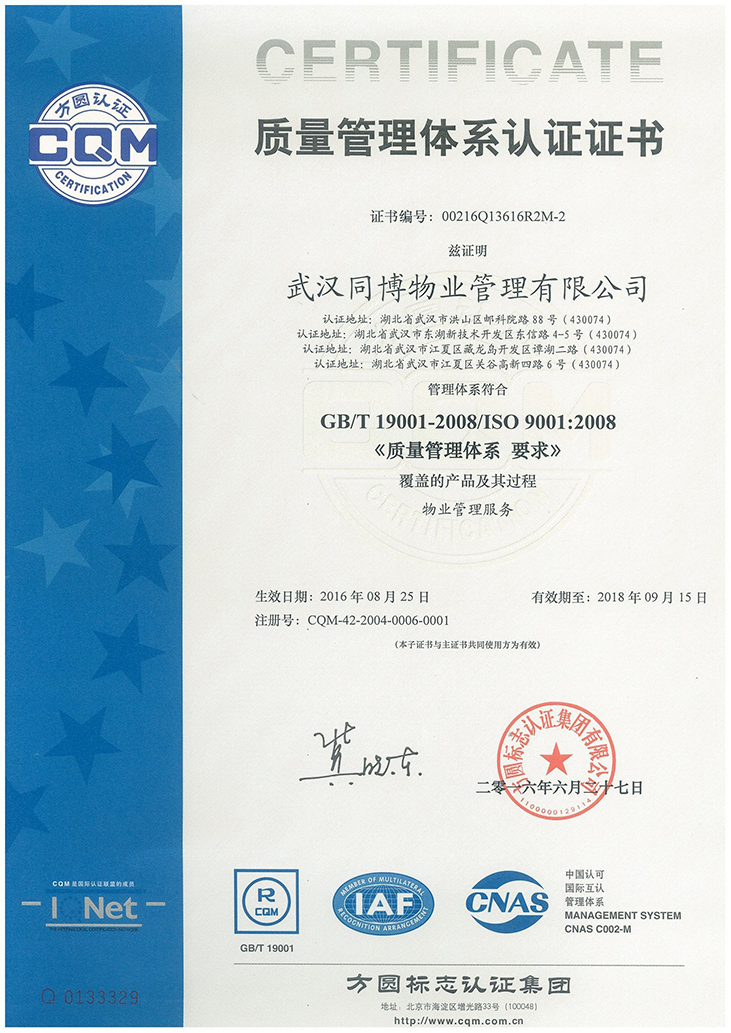 CERTIFICATE
方圆认证
CQM
CERTIFICATION
质量管理体系认证证书
证书编号：00216Q13616R2M-2
兹证明
武汉同博物业管理有限公司
认证地址：湖北省武汉市洪山区邮科院路 88 号（430074）
认证地址：湖北省武汉市东湖新技术开发区东信路 4-5 号（430074）
认证地址：湖北省武汉市江夏区藏龙岛开发区谭湖二路（430074）
认证地址：湖北省武汉市江夏区关谷高新四路 6 号（430074）
管理体系符合
GB/T 19001-2008/ISO 9001:2008
《质量管理体系 要求》
覆盖的产品及其过程
物业管理服务
生效日期：2016 年 08 月 25 日
有效期至：2018 年 09 月 15 日
注册号：CQM-42-2004-0006-0001
（本子证书与主证书共同使用方为有效）
方圆标志认证集团有限公司
二零一六年六月二十七日
CQM 是国际认证联盟的成员
I Net
THE INTERNATIONAL CERTIFICATION NETWORK
Q 0133329
R
CQM
GB/T 19001
MEMBER OF MULTILATERAL
IAF
RECOGNITION ARRANGEMENT
CNAS
中国认可
国际互认
管理体系
MANAGEMENT SYSTEM
CNAS C002-M
方圆标志认证集团
地址：北京市海淀区增光路33号（100048）
http://www.cqm.com.cn